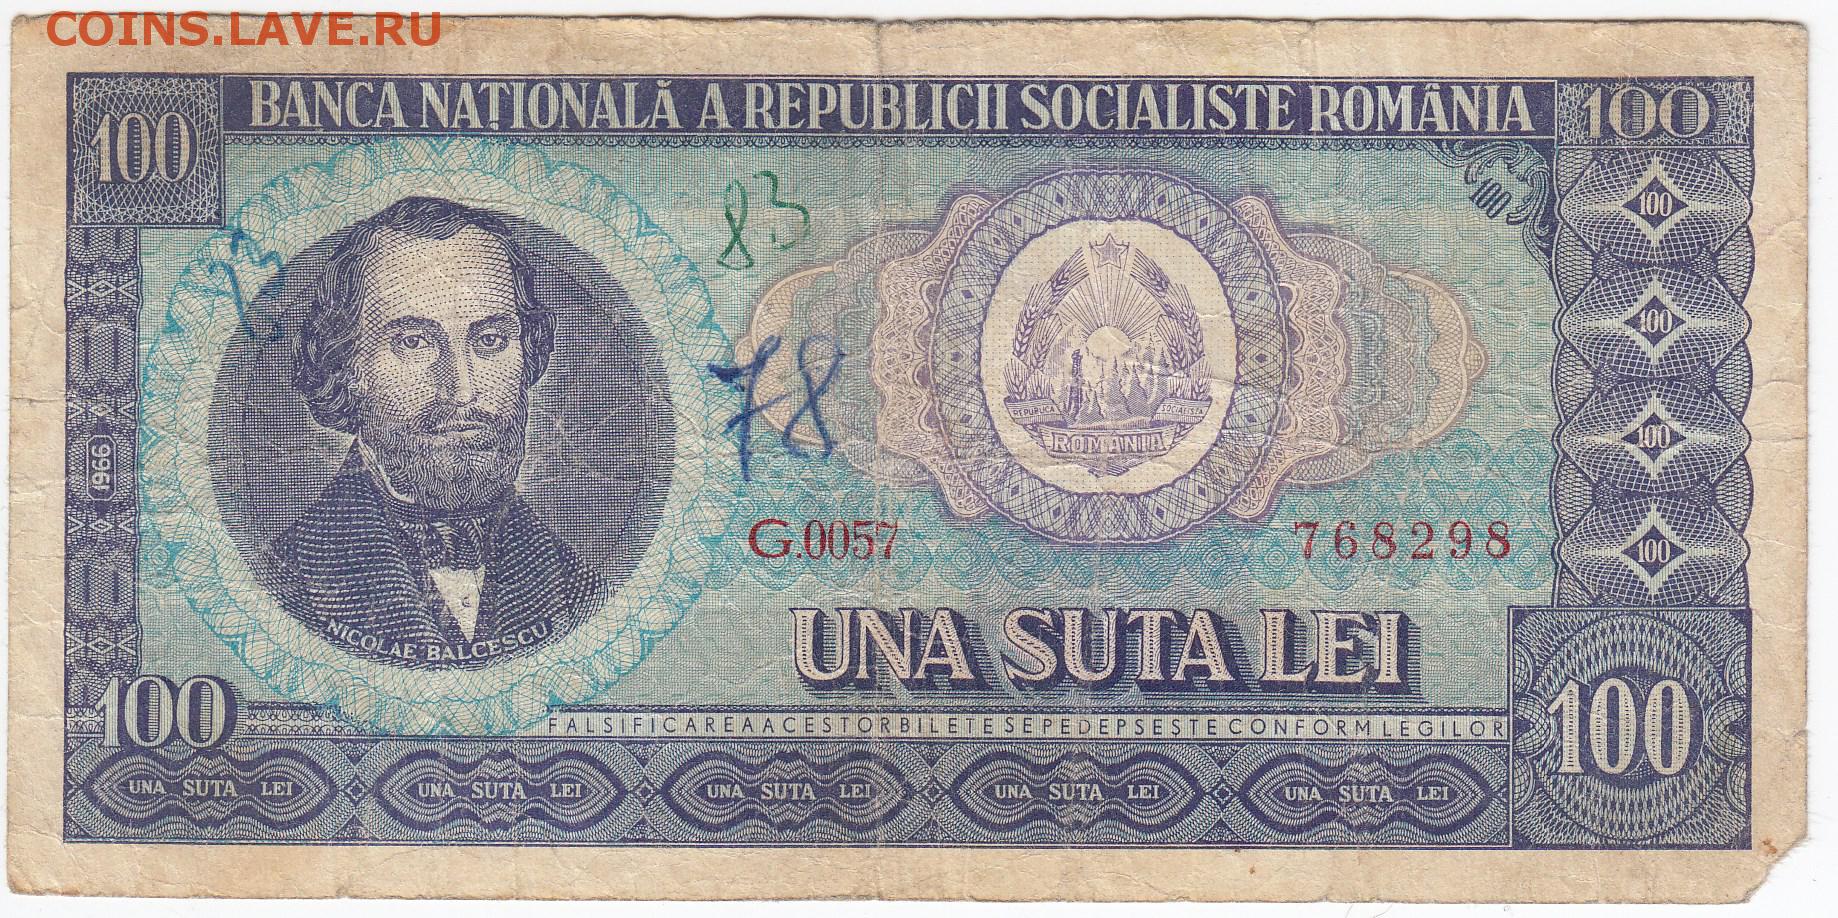 COINS.LAVE.RU
100 BANCA NAȚIONALĂ A REPUBLICII SOCIALISTE ROMÂNIA 100
100
83
100
78
100
REPUBLICA SOCIALISTA
ROMANIA
100
1966
G.0057 768298
100
NICOLAE BALCESCU
UNA SUTA LEI
100 100
FALSIFICAREA ACESTOR BILETE SE PEDEPSEȘTE CONFORM LEGILOR
UNA SUTA LEI UNA SUTA LEI UNA SUTA LEI UNA SUTA LEI UNA SUTA LEI